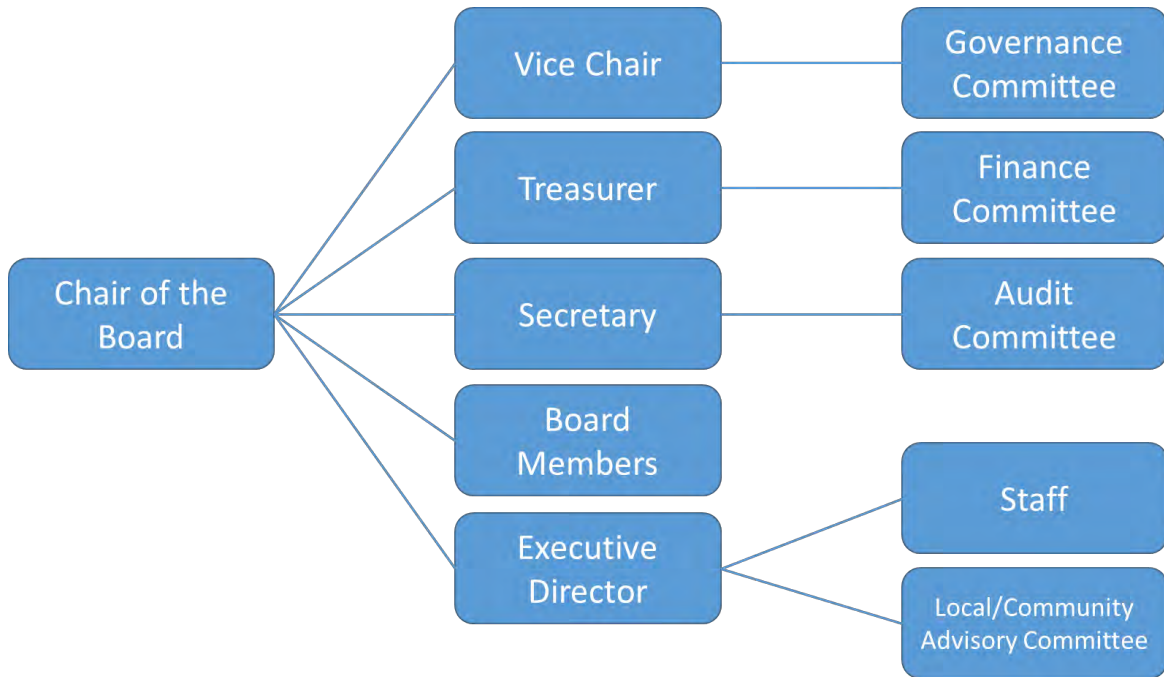 Vice Chair
Governance
Committee
Treasurer
Finance
Committee
Chair of the
Board
Secretary
Audit
Committee
Board
Members
Staff
Executive
Director
Local/Community
Advisory Committee